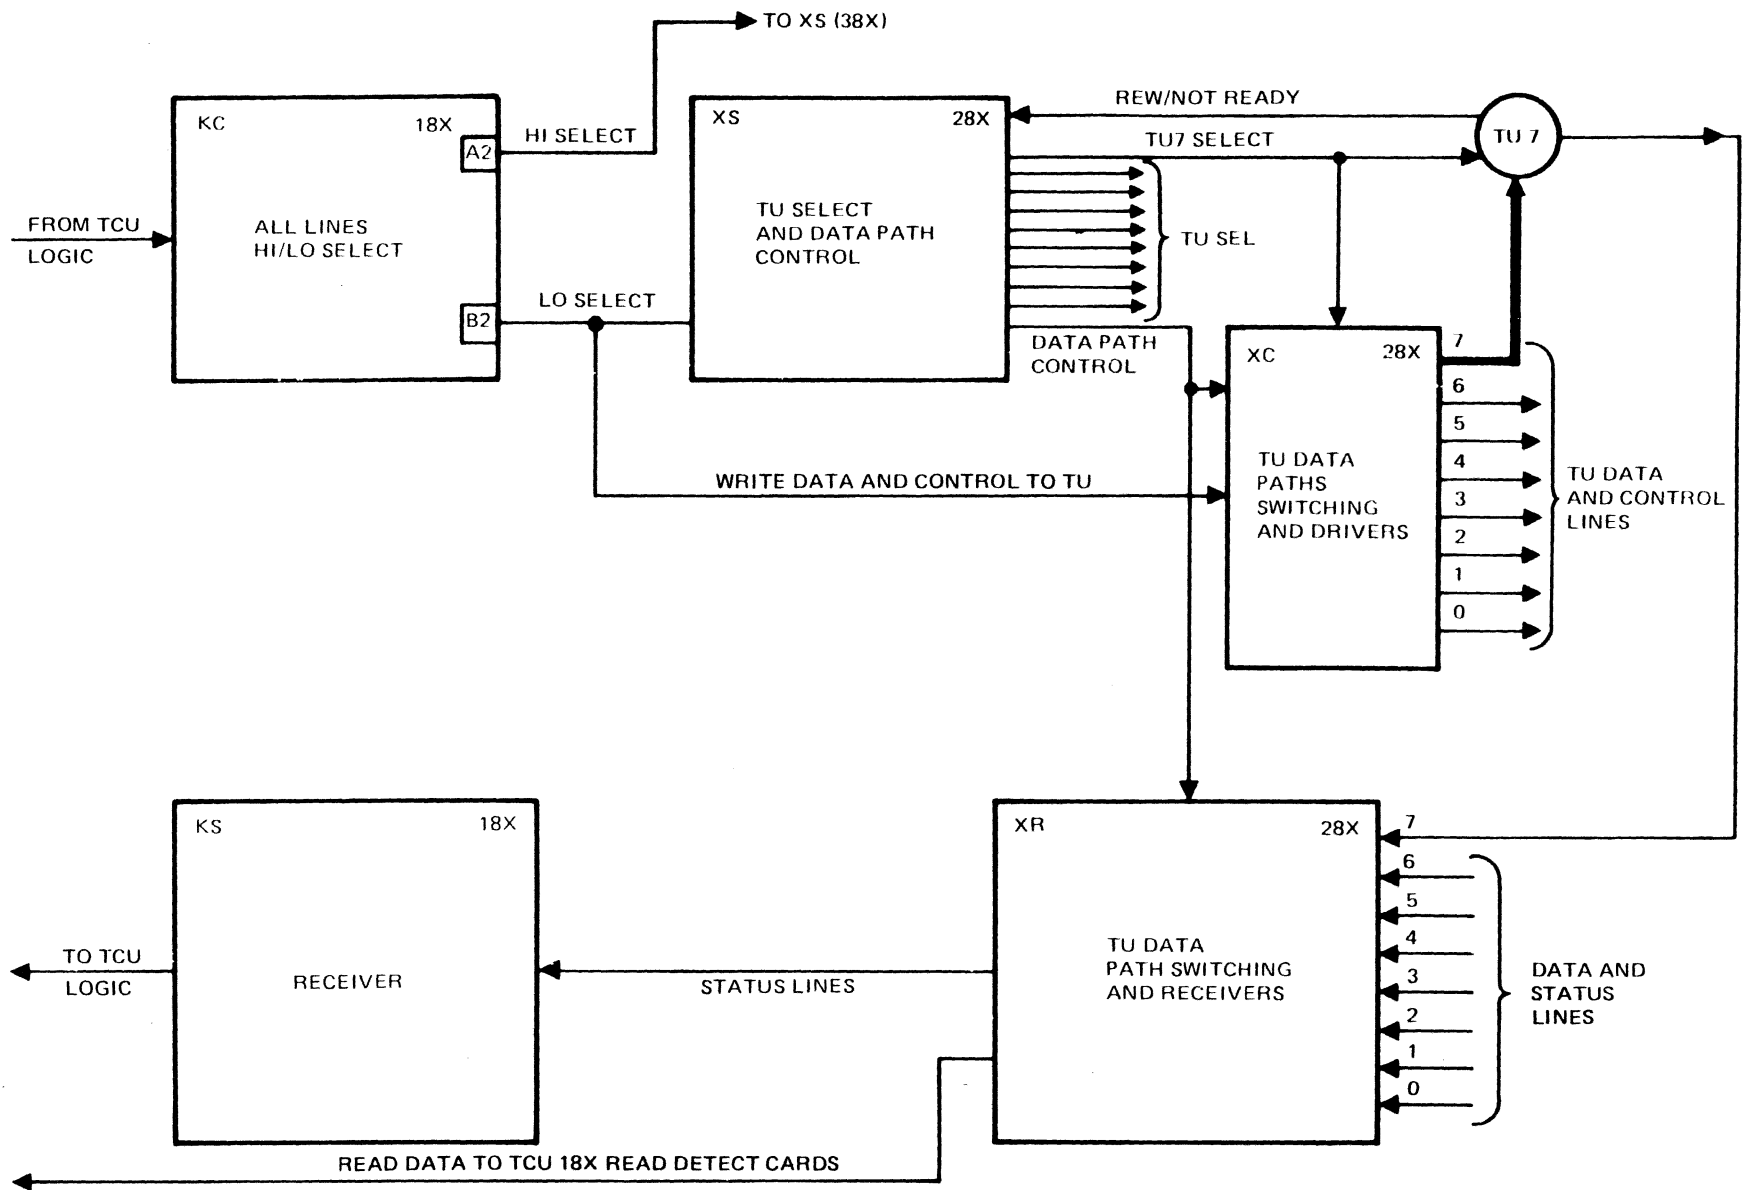 TO XS (38X)
KC
18X
A2
HI SELECT
FROM TCU
LOGIC
ALL LINES
HI/LO SELECT
B2
LO SELECT
XS
28X
TU SELECT
AND DATA PATH
CONTROL
REW/NOT READY
TU7 SELECT
TU 7
TU SEL
DATA PATH
CONTROL
XC
28X
TU DATA
PATHS
SWITCHING
AND DRIVERS
7
6
5
4
3
2
1
0
TU DATA
AND CONTROL
LINES
WRITE DATA AND CONTROL TO TU
KS
18X
RECEIVER
TO TCU
LOGIC
STATUS LINES
XR
28X
TU DATA
PATH SWITCHING
AND RECEIVERS
7
6
5
4
3
2
1
0
DATA AND
STATUS
LINES
READ DATA TO TCU 18X READ DETECT CARDS